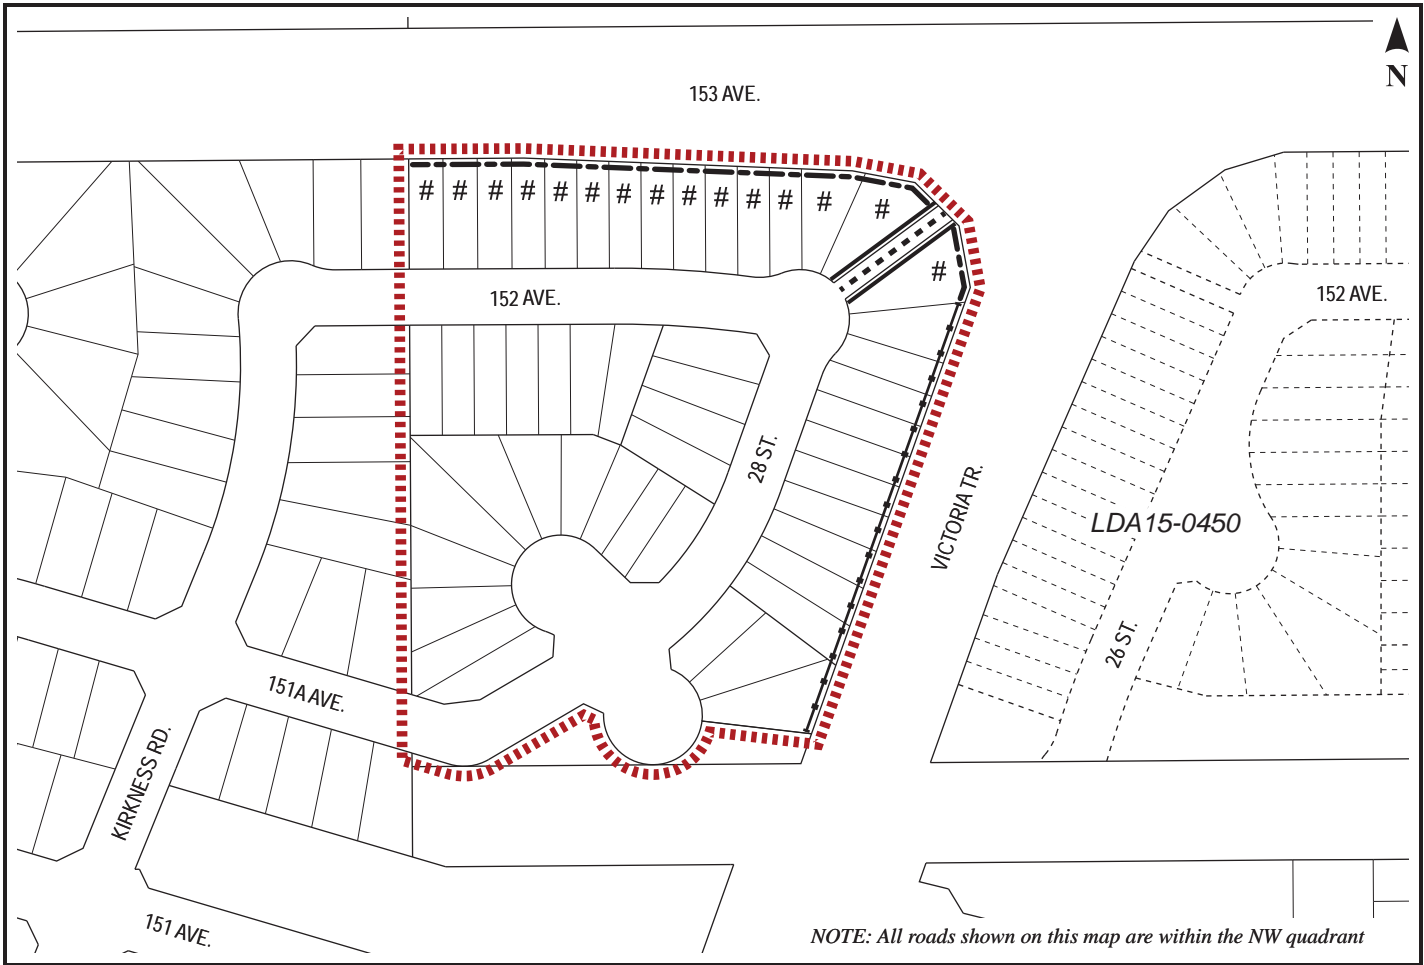 N
153 AVE.
# # # # # # # # # # # # # #
#
152 AVE.
152 AVE.
28 ST.
VICTORIA TR.
LDA15-0450
26 ST.
151A AVE.
KIRKNESS RD.
151 AVE.
NOTE: All roads shown on this map are within the NW quadrant